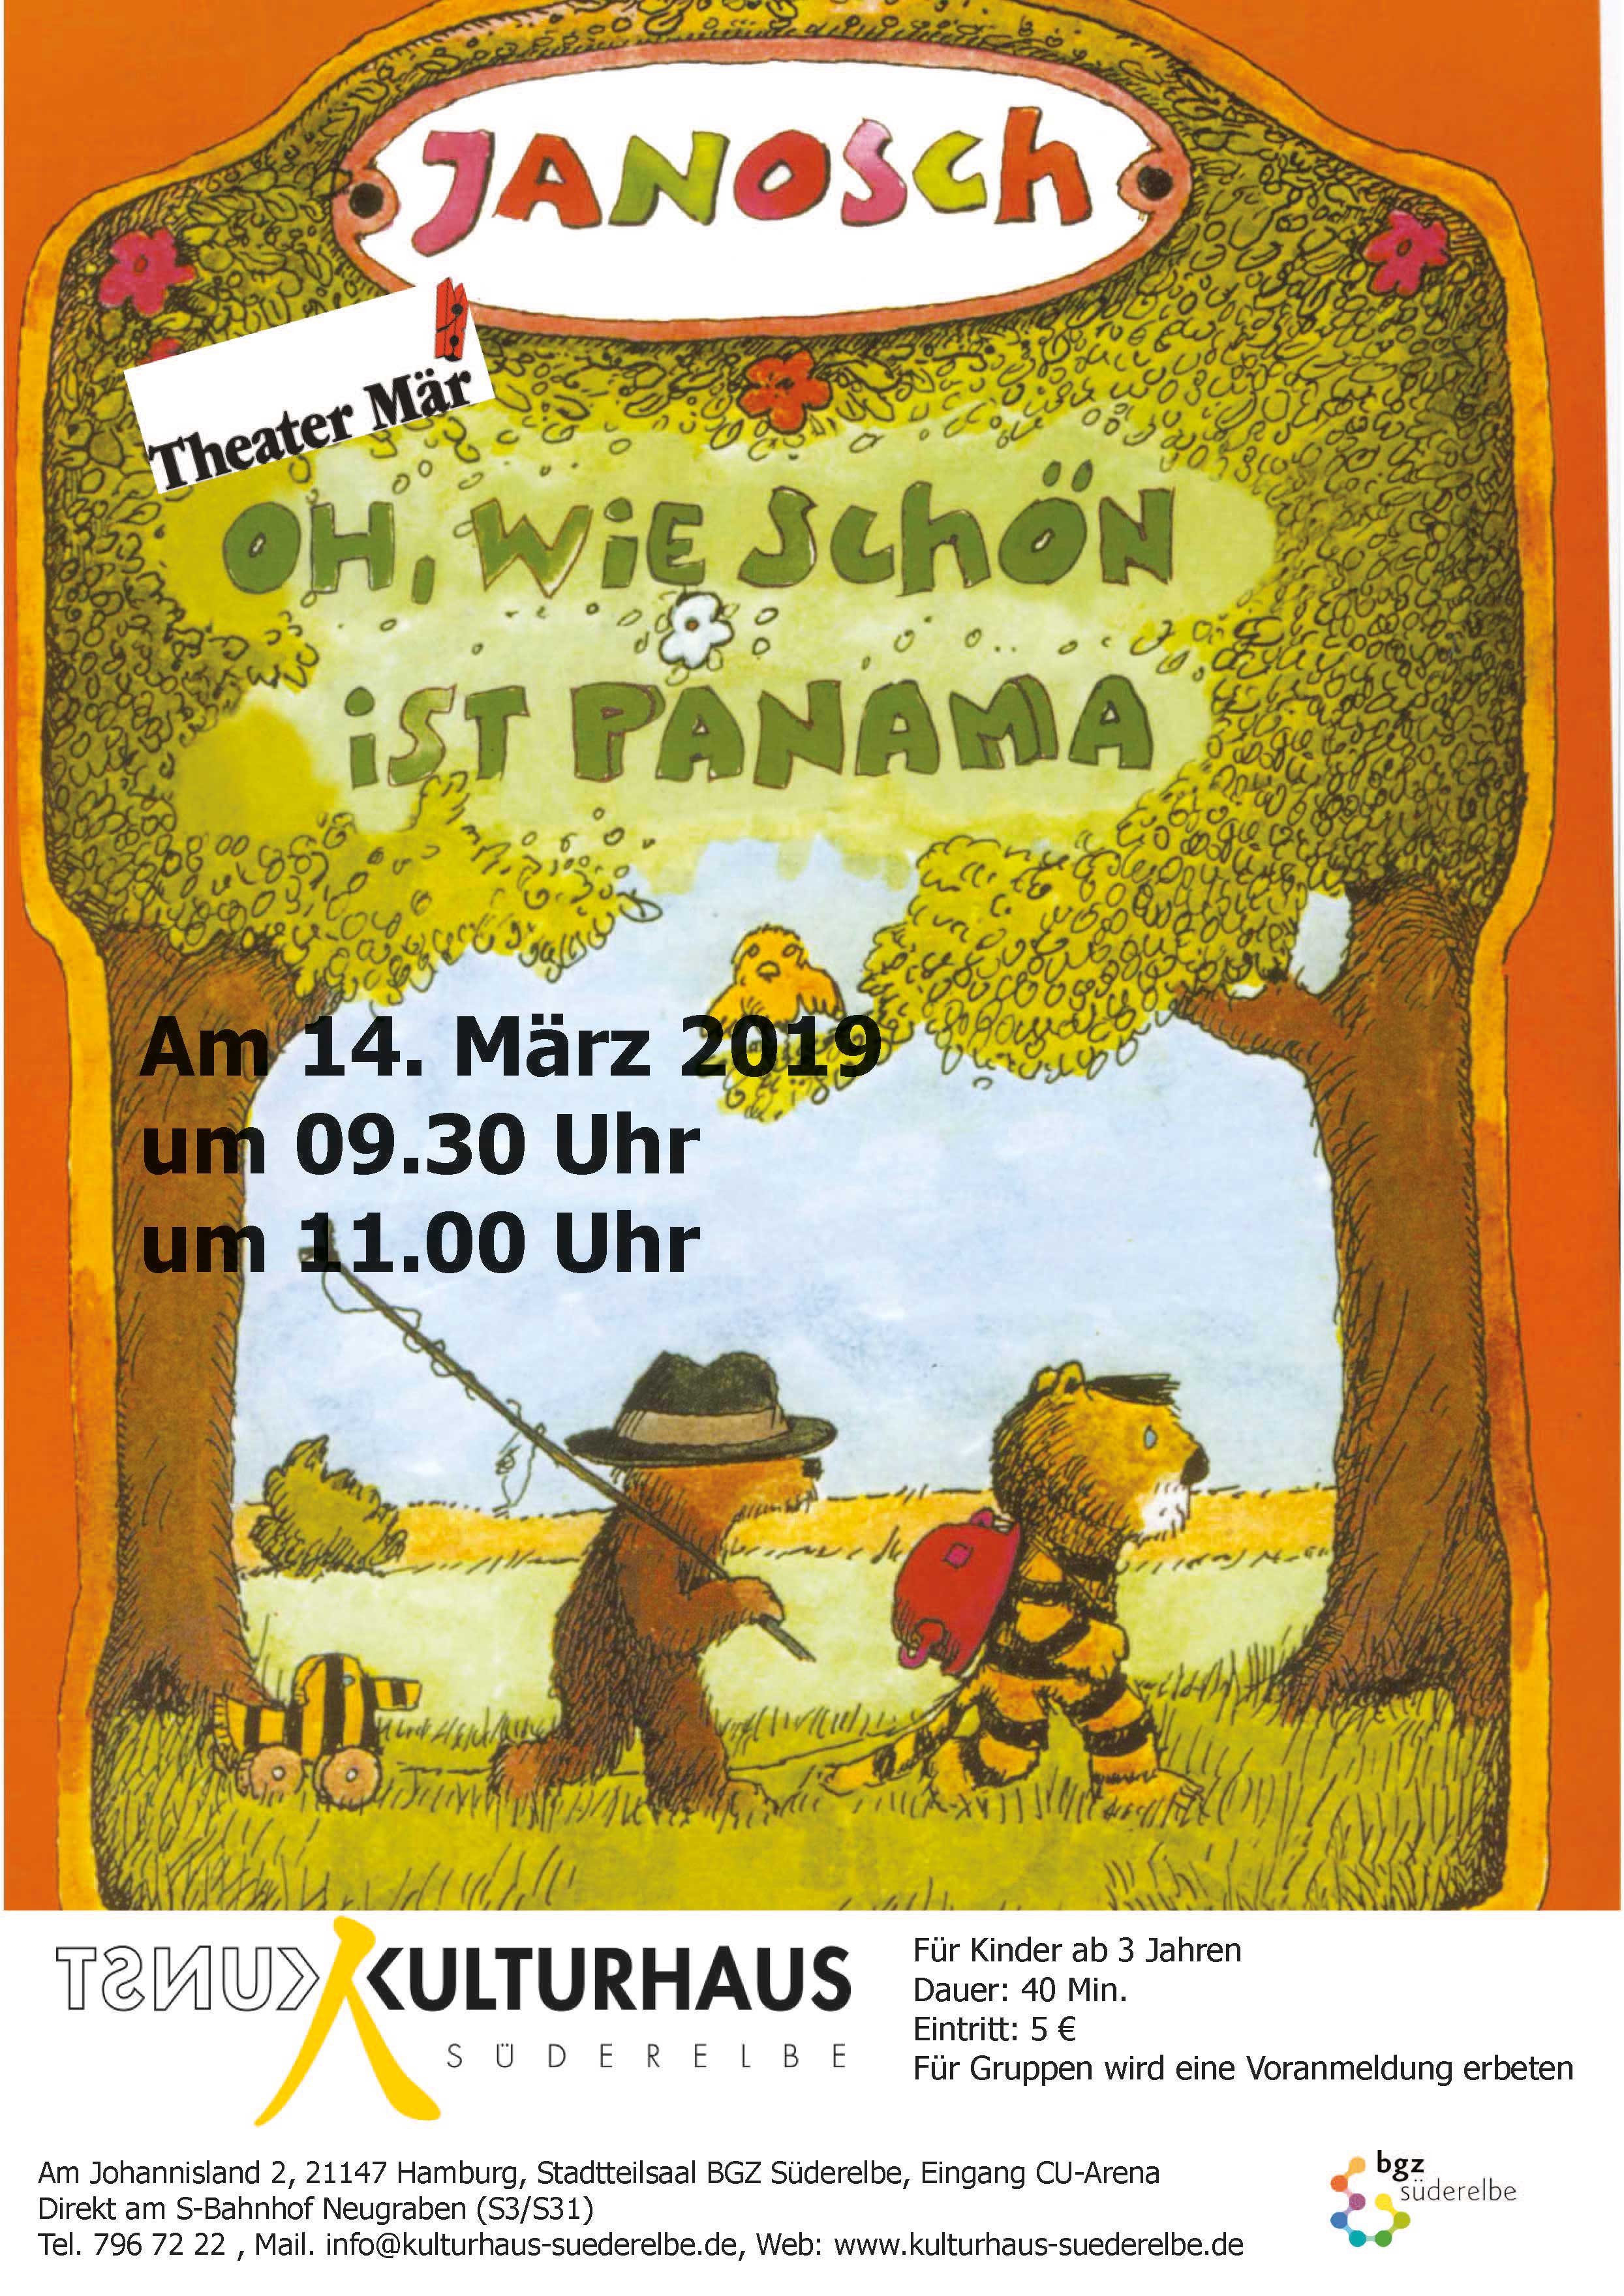 JANOSCh
Theater Mär
OH, WiE SchÖN
iST PANAMA
Am 14. März 2019
um 09.30 Uhr
um 11.00 Uhr
KUNST KULTURHAUS
SÜDERELBE
Für Kinder ab 3 Jahren
Dauer: 40 Min.
Eintritt: 5 €
Für Gruppen wird eine Voranmeldung erbeten
Am Johannisland 2, 21147 Hamburg, Stadtteilsaal BGZ Süderelbe, Eingang CU-Arena
Direkt am S-Bahnhof Neugraben (S3/S31)
Tel. 796 72 22 , Mail. info@kulturhaus-suederelbe.de, Web: www.kulturhaus-suederelbe.de
bgz
süderelbe